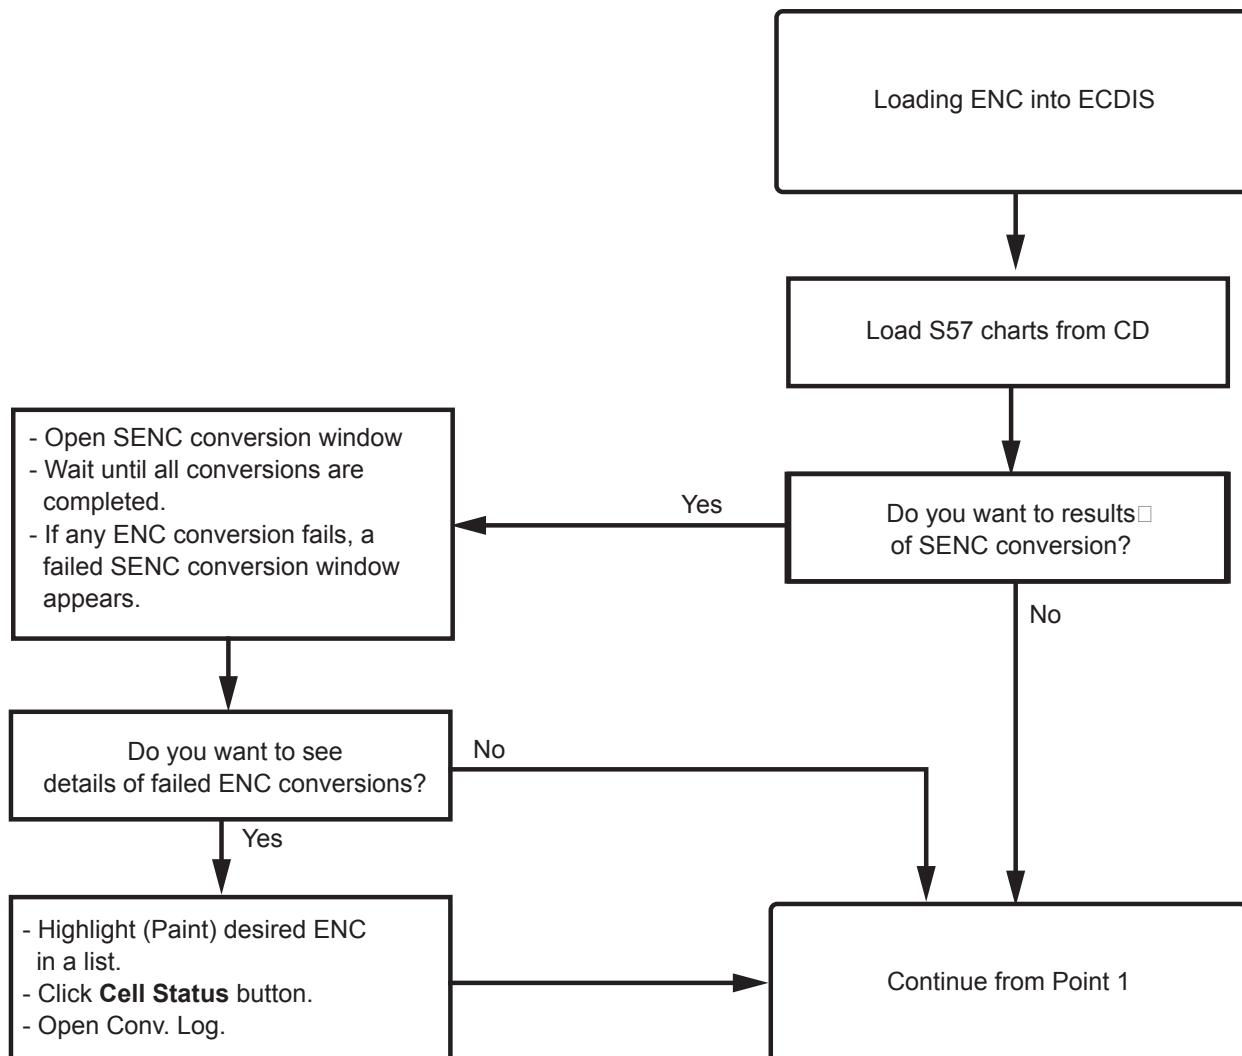 Loading ENC into ECDIS
Load S57 charts from CD
Do you want to results□
of SENC conversion?
Yes
No
- Open SENC conversion window
- Wait until all conversions are
completed.
- If any ENC conversion fails, a
failed SENC conversion window
appears.
Do you want to see
details of failed ENC conversions?
No
Yes
- Highlight (Paint) desired ENC
in a list.
- Click Cell Status button.
- Open Conv. Log.
Continue from Point 1